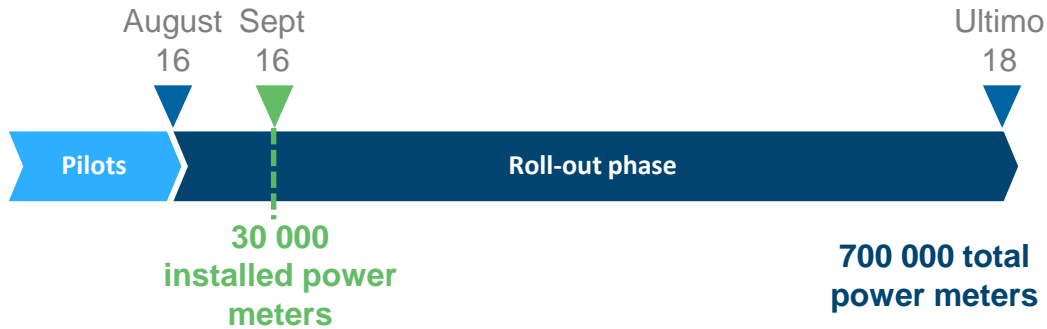 August Sept Ultimo
16 16 18
Pilots Roll-out phase
30 000
installed power
meters
700 000 total
power meters